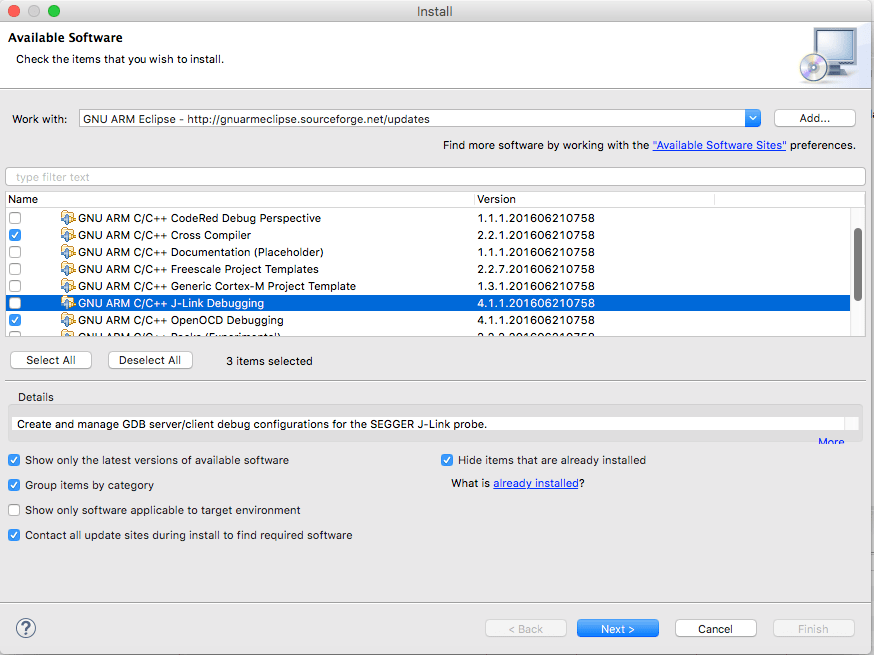 Install
Available Software
Check the items that you wish to install.
Work with: GNU ARM Eclipse - http://gnuarmeclipse.sourceforge.net/updates Add...
Find more software by working with the "Available Software Sites" preferences.
type filter text
Name Version
GNU ARM C/C++ CodeRed Debug Perspective 1.1.1.201606210758
GNU ARM C/C++ Cross Compiler 2.2.1.201606210758
GNU ARM C/C++ Documentation (Placeholder) 1.1.1.201606210758
GNU ARM C/C++ Freescale Project Templates 2.2.7.201606210758
GNU ARM C/C++ Generic Cortex-M Project Template 1.3.1.201606210758
GNU ARM C/C++ J-Link Debugging 4.1.1.201606210758
GNU ARM C/C++ OpenOCD Debugging 4.1.1.201606210758
GNU ARM C/C++ Packs (Experimental)
Select All Deselect All 3 items selected
Details
Create and manage GDB server/client debug configurations for the SEGGER J-Link probe.
More
Show only the latest versions of available software Hide items that are already installed
Group items by category What is already installed?
Show only software applicable to target environment
Contact all update sites during install to find required software
? < Back Next > Cancel Finish